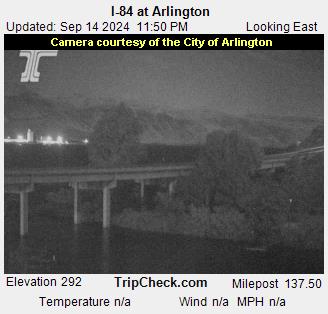 I-84 at Arlington
Updated: Sep 14 2024 11:50 PM Looking East
Camera courtesy of the City of Arlington
Elevation 292 TripCheck.com Milepost 137.50
Temperature n/a Wind n/a MPH n/a